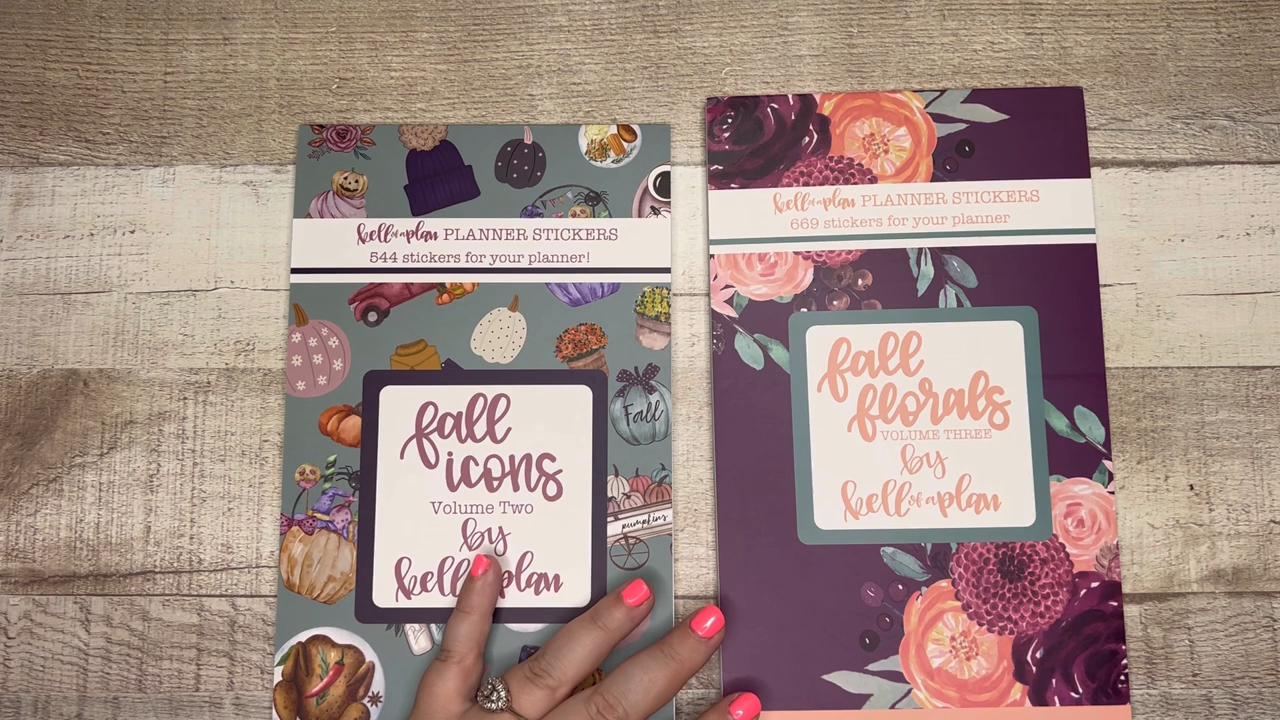 kell of a plan PLANNER STICKERS
544 stickers for your planner!
Fall
pumpkins
fall
icons
Volume Two
by
kell plan
kell of a plan PLANNER STICKERS
669 stickers for your planner
fall
florals
VOLUME THREE
by
kell of a plan